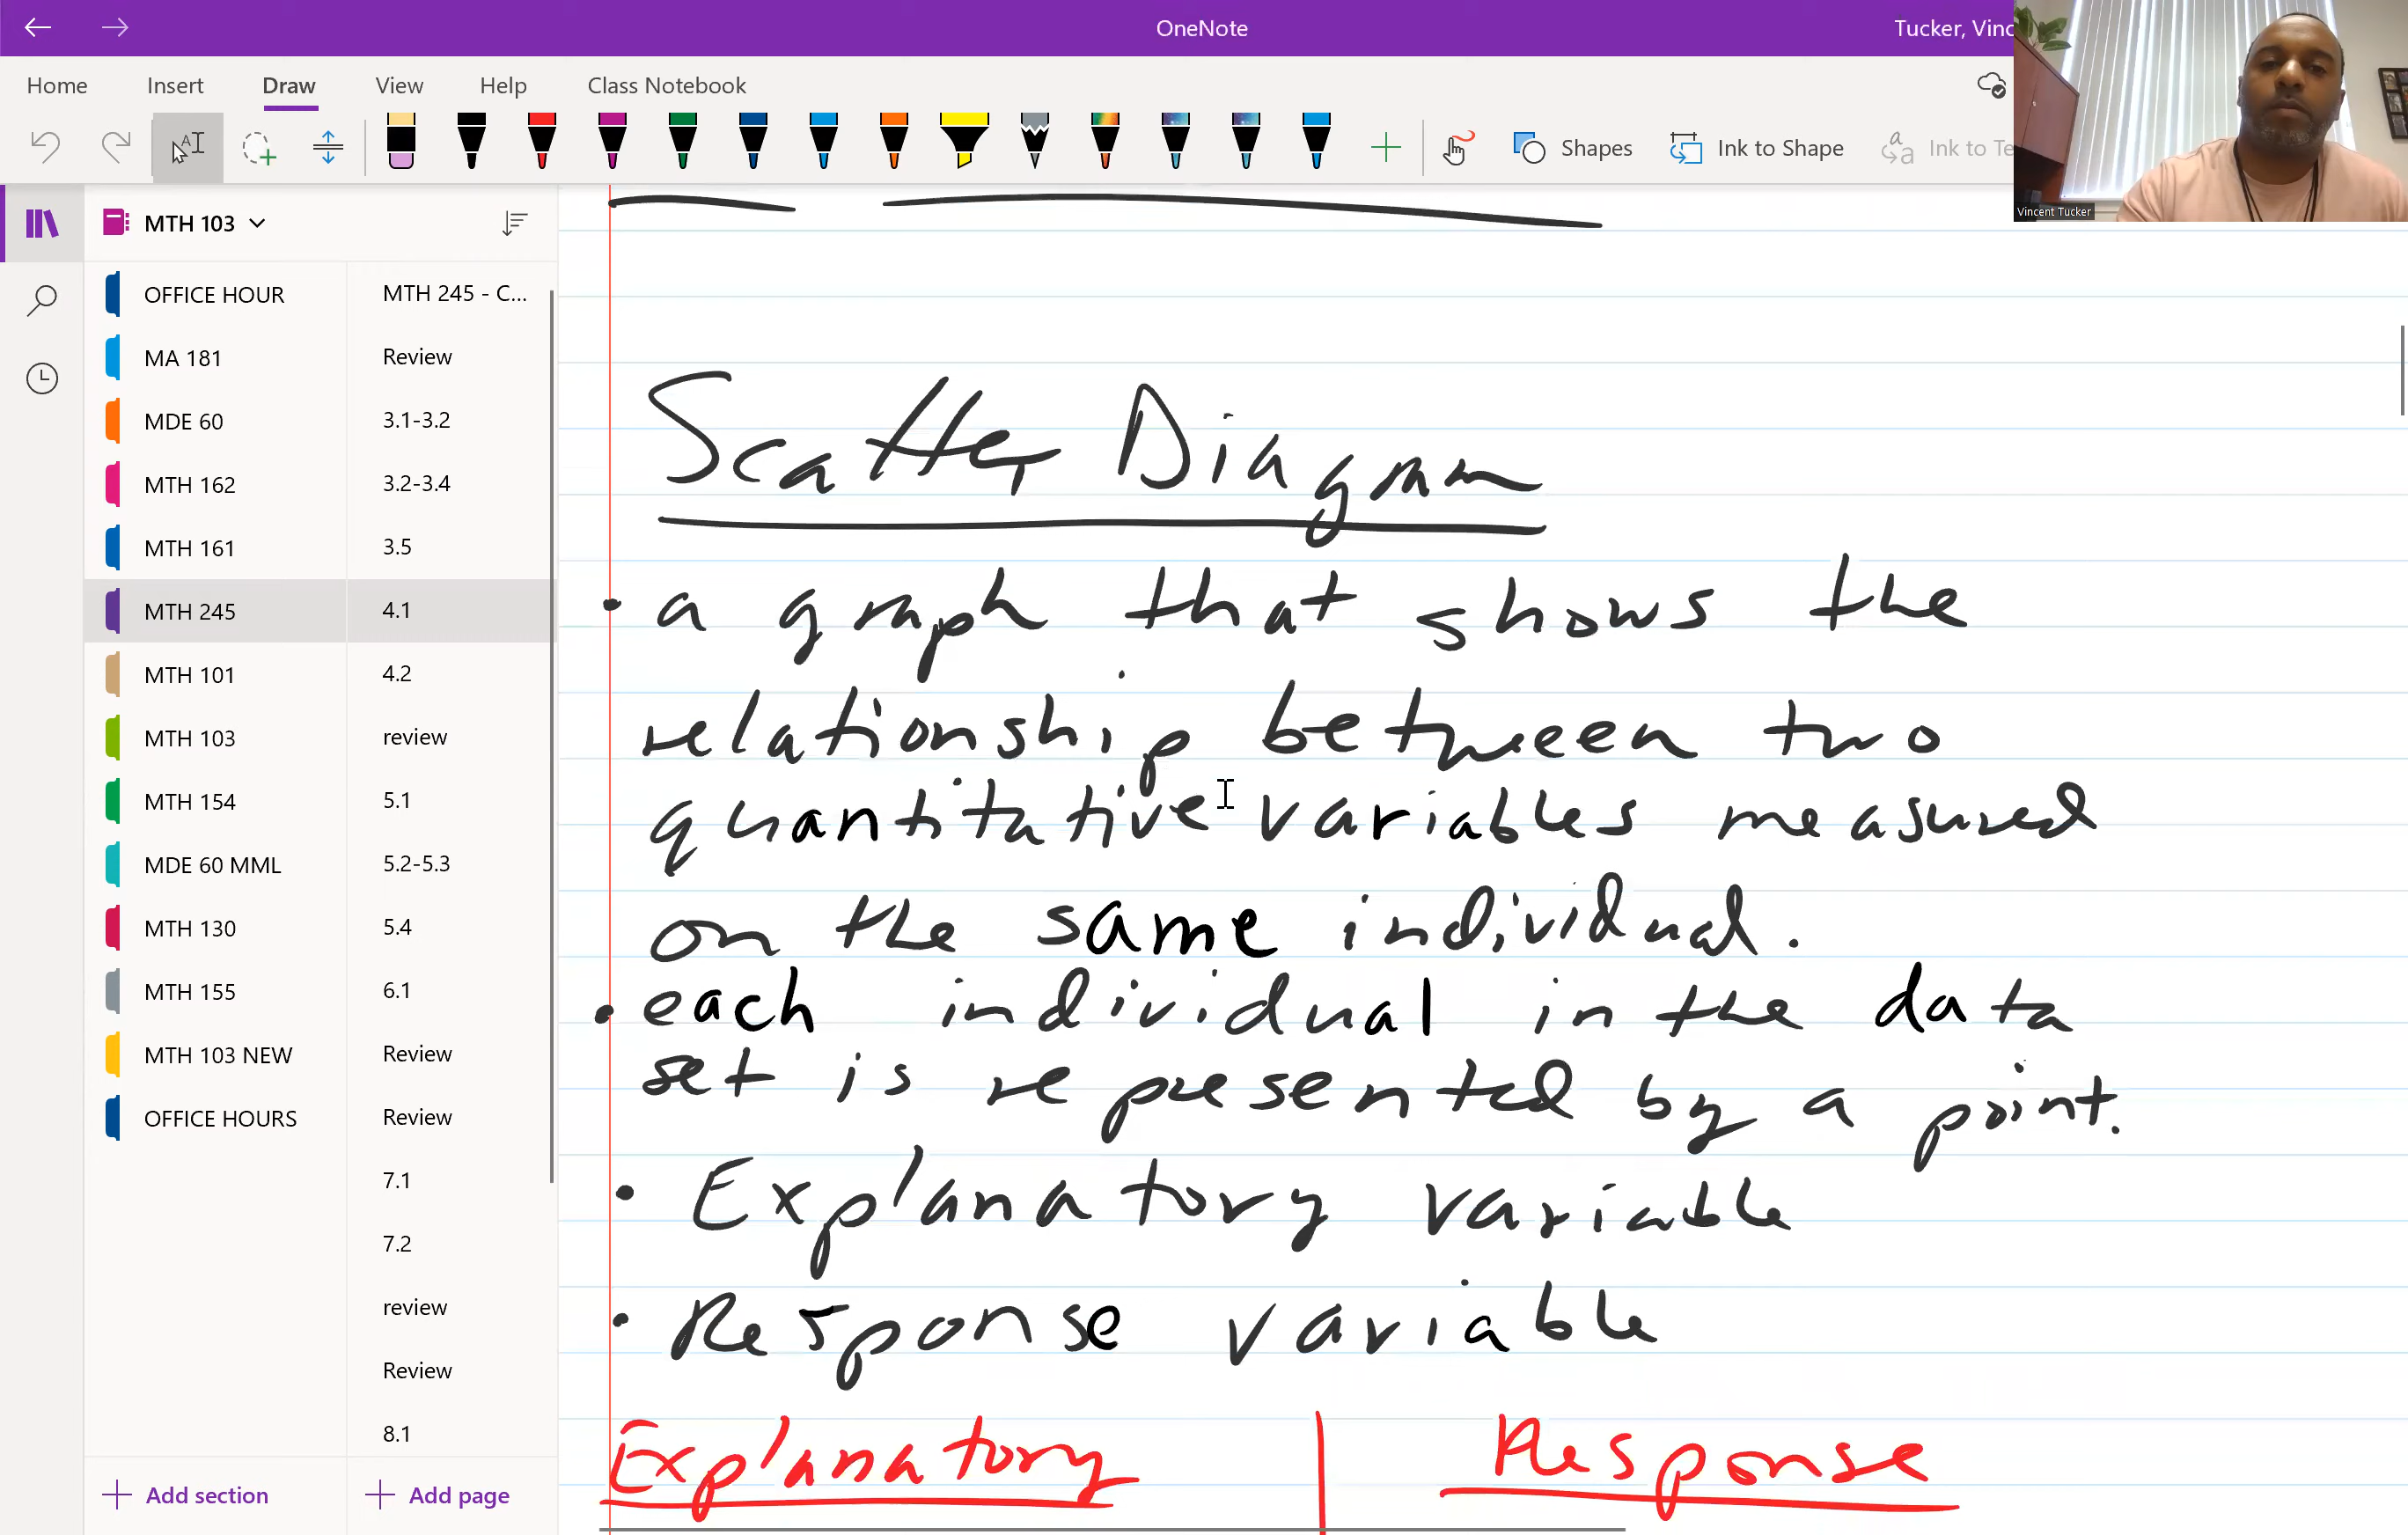 OneNote
Tucker, Vinc
Home
Insert
Draw
View
Help
Class Notebook
Shapes
Ink to Shape
Ink to Te
Vincent Tucker
MTH 103
OFFICE HOUR
MA 181
MDE 60
MTH 162
MTH 161
MTH 245
MTH 101
MTH 103
MTH 154
MDE 60 MML
MTH 130
MTH 155
MTH 103 NEW
OFFICE HOURS
Add section
MTH 245 - C...
Review
3.1-3.2
3.2-3.4
3.5
4.1
4.2
review
5.1
5.2-5.3
5.4
6.1
Review
Review
7.1
7.2
review
Review
8.1
Add page
Scatter Diagram
• a graph that shows the
relationship between two
quantitative variables measured
on the same individual.
• each individual in the data
set is represented by a point.
• Explanatory variable
• Response variable
Explanatory | Response